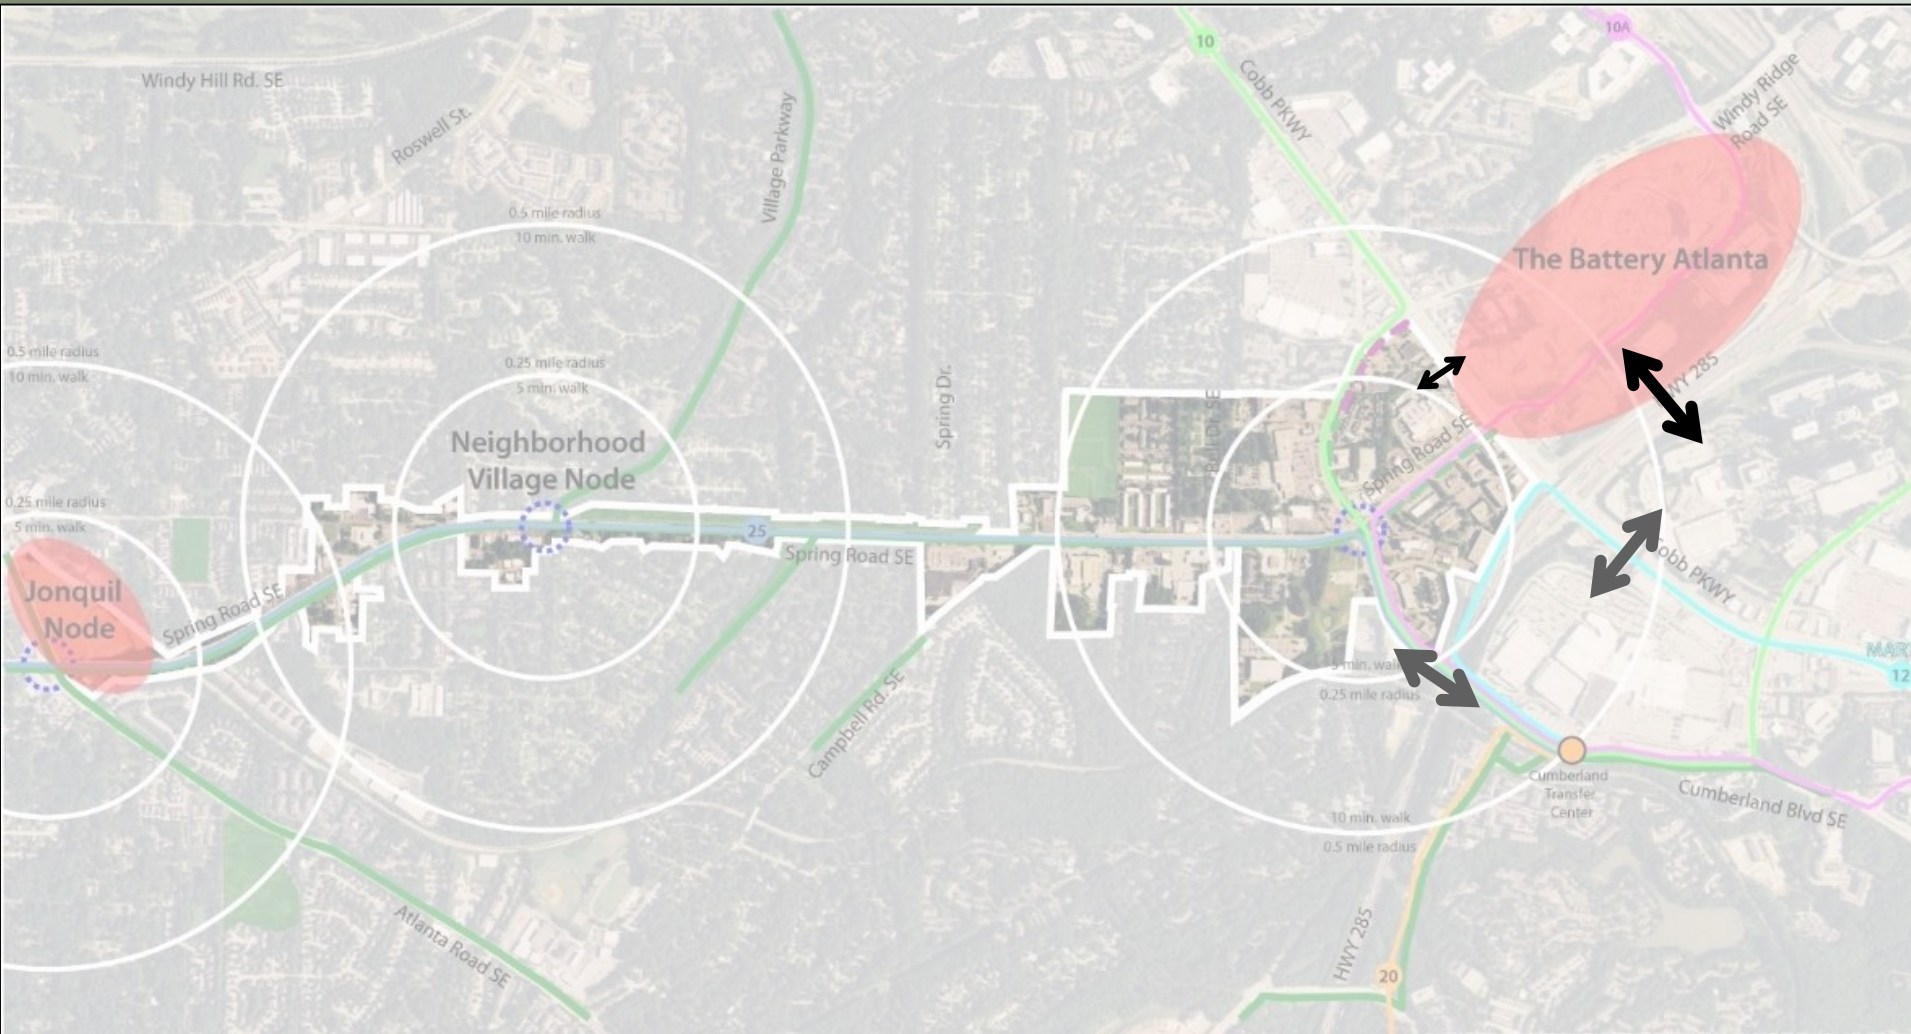 10
10A
Windy Hill Rd. SE
Roswell St.
Village Parkway
Cobb PKWY
Windy Ridge
Road SE
0.5 mile radius
10 min. walk
The Battery Atlanta
0.5 mile radius
10 min. walk
0.25 mile radius
5 min. walk
Spring Dr.
HWY 285
Neighborhood
Village Node
Spring Road SE
0.25 mile radius
5 min. walk
25
Spring Road SE
Jonquil
Node
Spring Road SE
Cobb PKWY
12
5 min. walk
0.25 mile radius
Campbell Rd. SE
Cumberland
Transfer
Center
Cumberland Blvd SE
10 min. walk
0.5 mile radius
Atlanta Road SE
HWY 285
20